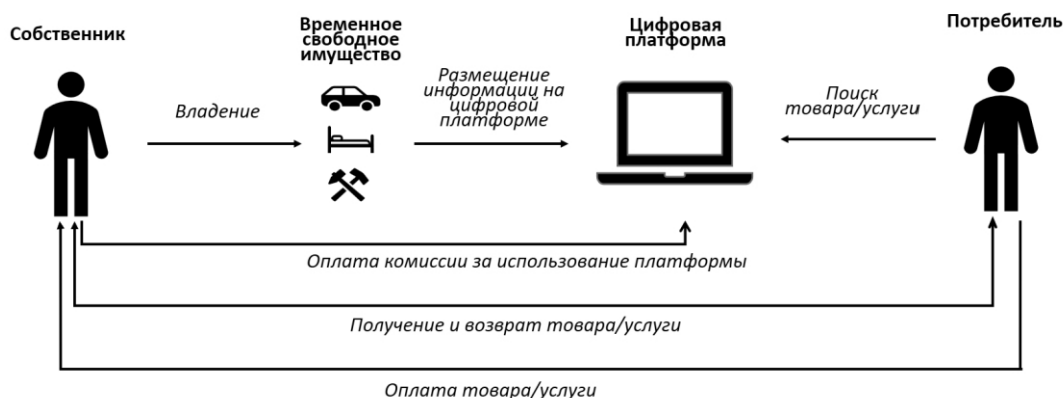 Собственник
Временное
свободное
имущество
Цифровая
платформа
Потребитель
Владение
Размещение
информации на
цифровой
платформе
Поиск
товара/услуги
Оплата комиссии за использование платформы
Получение и возврат товара/услуги
Оплата товара/услуги